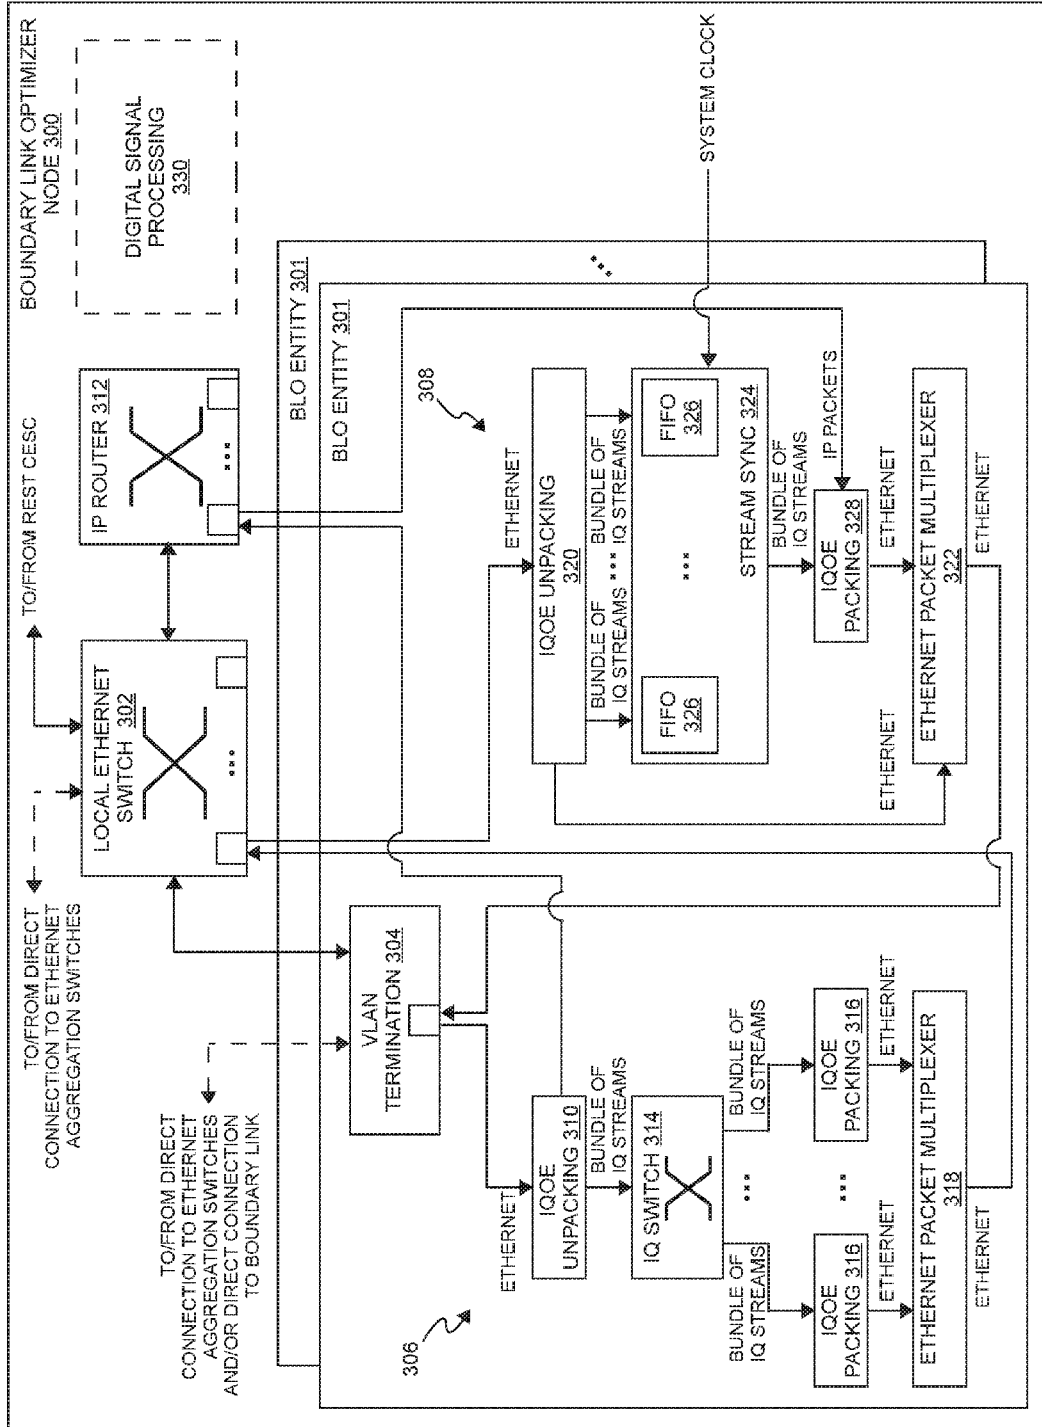 BOUNDARY LINK OPTIMIZER
NODE 300
DIGITAL SIGNAL
PROCESSING
330
TO/FROM REST CESC
TO/FROM DIRECT
CONNECTION TO ETHERNET
AGGREGATION SWITCHES
LOCAL ETHERNET
SWITCH 302
IP ROUTER 312
TO/FROM DIRECT
CONNECTION TO ETHERNET
AGGREGATION SWITCHES
AND/OR DIRECT CONNECTION
TO BOUNDARY LINK
BLO ENTITY 301
BLO ENTITY 301
VLAN
TERMINATION 304
306
ETHERNET
IQOE
UNPACKING 310
BUNDLE OF
IQ STREAMS
IQ SWITCH 314
BUNDLE OF
IQ STREAMS
BUNDLE OF
IQ STREAMS
IQOE
PACKING 316
IQOE
PACKING 316
ETHERNET
ETHERNET
ETHERNET PACKET MULTIPLEXER
318
ETHERNET
308
ETHERNET
IQOE UNPACKING
320
BUNDLE OF
IQ STREAMS
BUNDLE OF
IQ STREAMS
SYSTEM CLOCK
FIFO
326
FIFO
326
STREAM SYNC 324
BUNDLE OF
IQ STREAMS
IP PACKETS
IQOE
PACKING 328
ETHERNET
ETHERNET
ETHERNET PACKET MULTIPLEXER
322
ETHERNET